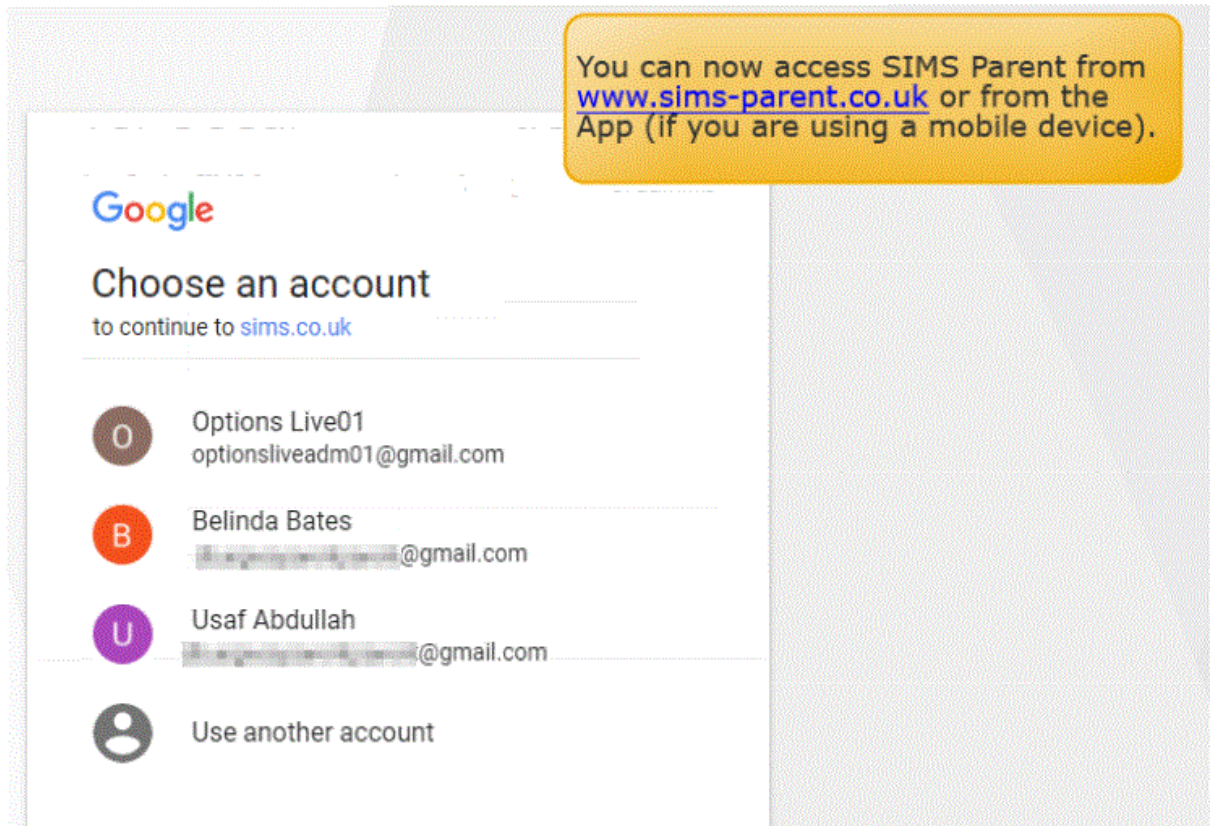 You can now access SIMS Parent from
www.sims-parent.co.uk or from the
App (if you are using a mobile device).
Google
Choose an account
to continue to sims.co.uk
O
Options Live01
optionsliveadm01@gmail.com
B
Belinda Bates
@gmail.com
U
Usaf Abdullah
@gmail.com
Use another account